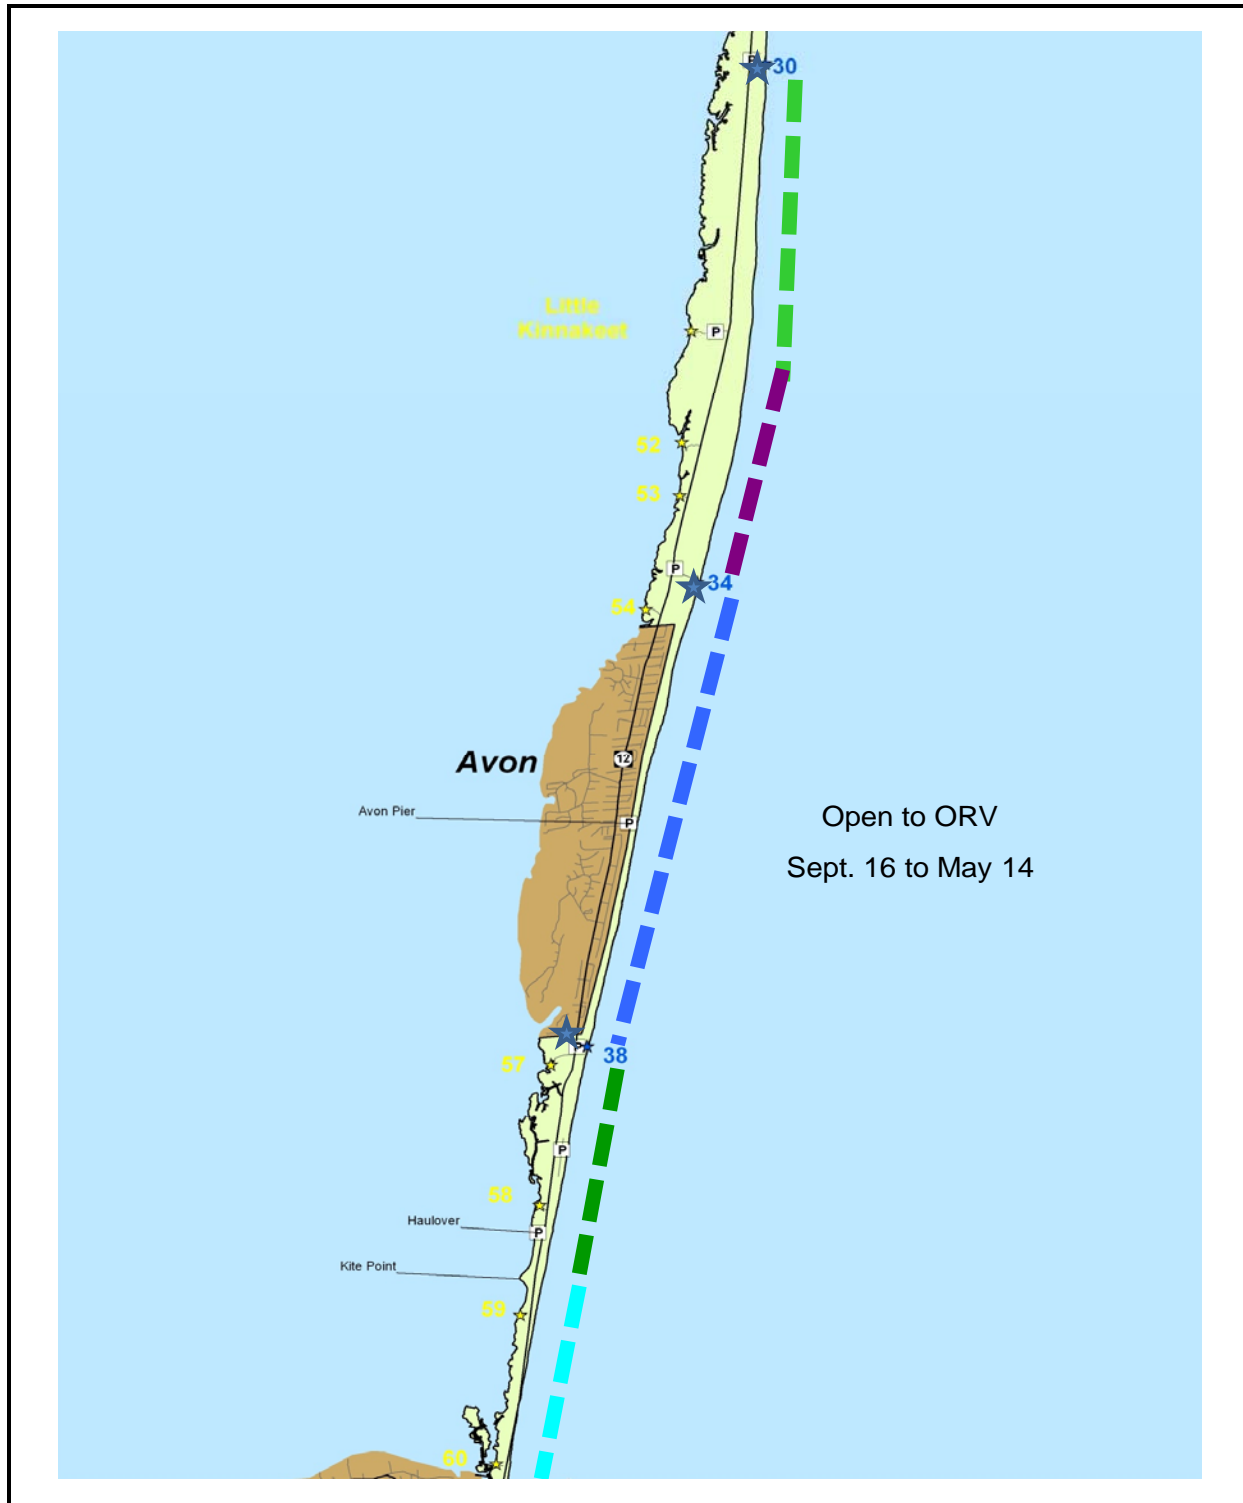 P
30
Little
Kinnakeet
P
52
53
P
34
54
Avon
12
Avon Pier
P
Open to ORV
Sept. 16 to May 14
P
38
57
P
58
Haulover
P
Kite Point
59
60